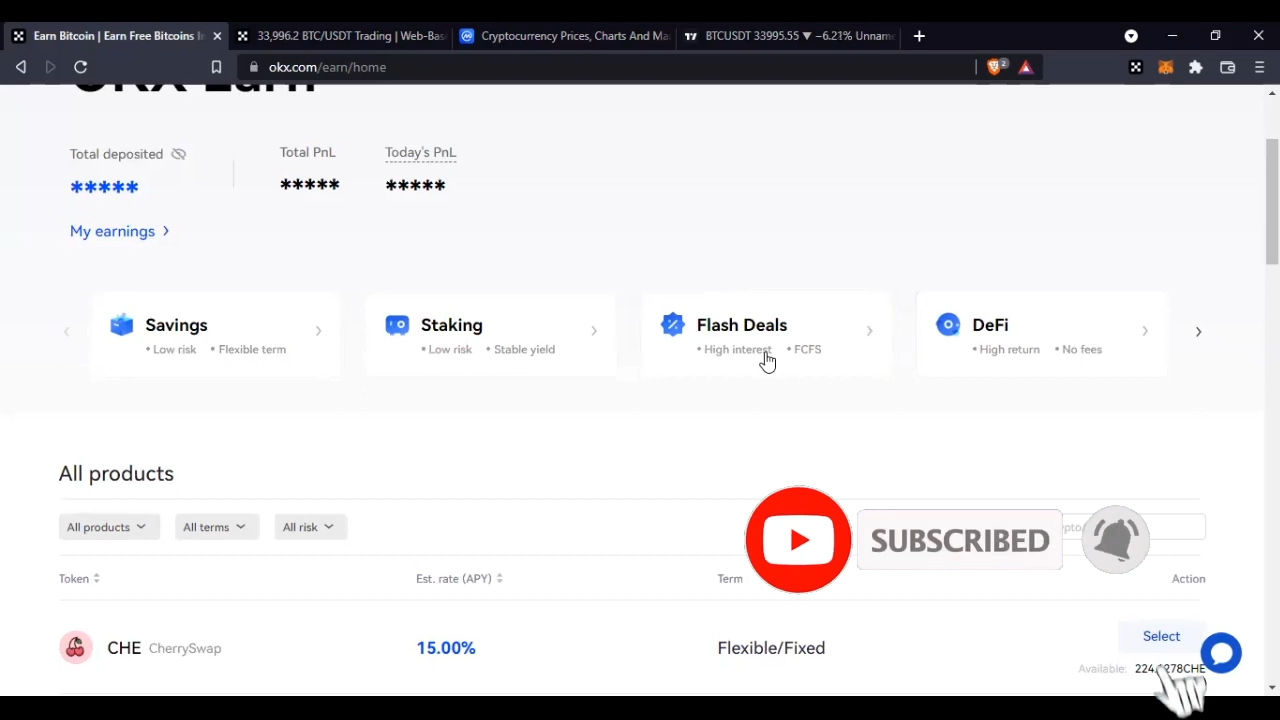 Earn Bitcoin | Earn Free Bitcoins I
33,996.2 BTC/USDT Trading | Web-Bas
Cryptocurrency Prices, Charts And Ma
BTCUSDT 33995.55 ▼ −6.21% Unnam
okx.com/earn/home
2
OKX Earn
Total deposited
Total PnL
Today's PnL
*****
*****
*****
My earnings >
Savings
• Low risk • Flexible term
Staking
• Low risk • Stable yield
Flash Deals
• High interest • FCFS
DeFi
• High return • No fees
All products
All products
All terms
All risk
SUBSCRIBED
Token
Est. rate (APY)
Term
Action
CHE CherrySwap
15.00%
Flexible/Fixed
Select
Available: